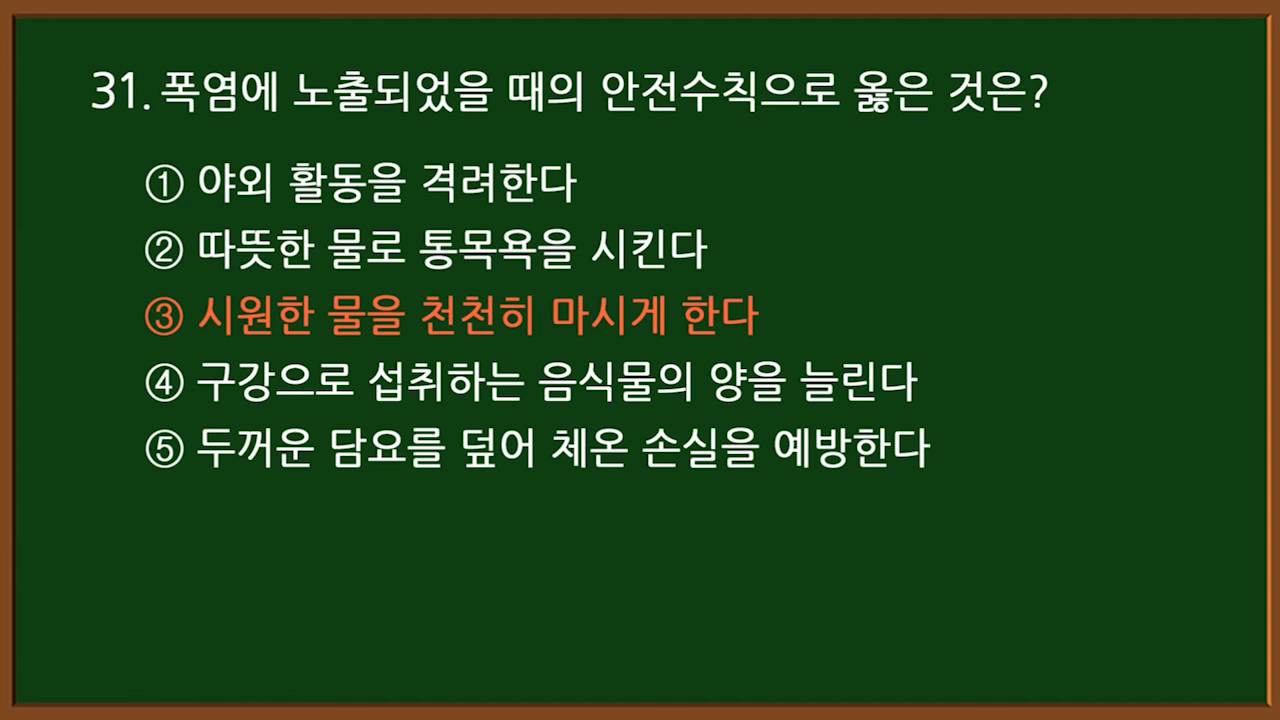 31. 폭염에 노출되었을 때의 안전수칙으로 옳은 것은?
① 야외 활동을 격려한다
② 따뜻한 물로 통목욕을 시킨다
③ 시원한 물을 천천히 마시게 한다
④ 구강으로 섭취하는 음식물의 양을 늘린다
⑤ 두꺼운 담요를 덮어 체온 손실을 예방한다